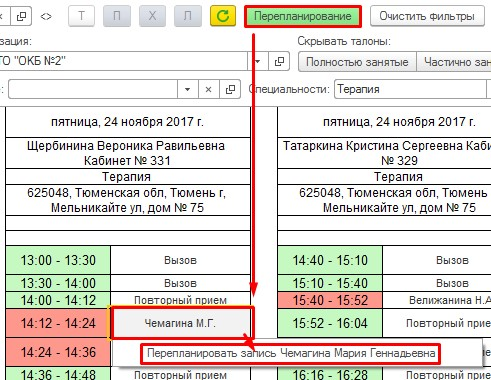 <> Т П Х Л Перепланирование Очистить фильтры
зация: Скрывать талоны:
ТО "ОКБ №2" Полностью занятые Частично зан
е: Специальности: Терапия
пятница, 24 ноября 2017 г. пятница, 24 ноября 2017 г.
Щербинина Вероника Равильевна Татаркина Кристина Сергеевна Каби
Кабинет № 331 № 329
Терапия Терапия
625048, Тюменская обл, Тюмень г, 625048, Тюменская обл, Тюмень г
Мельникайте ул, дом № 75 Мельникайте ул, дом № 75
13:00 - 13:30 Вызов 14:40 - 15:10 Вызов
13:30 - 14:00 Вызов 15:10 - 15:40 Вызов
14:00 - 14:12 Повторный прием 15:40 - 15:52 Велижанина Н.А
14:12 - 14:24 Чемагина М.Г. 15:52 - 16:04 Повторный прием
14:24 - 14:36 Перепланировать запись Чемагина Мария Геннадьевна
14:36 - 14:48 Повторный прием 16:16 - 16:28 Повторный прием